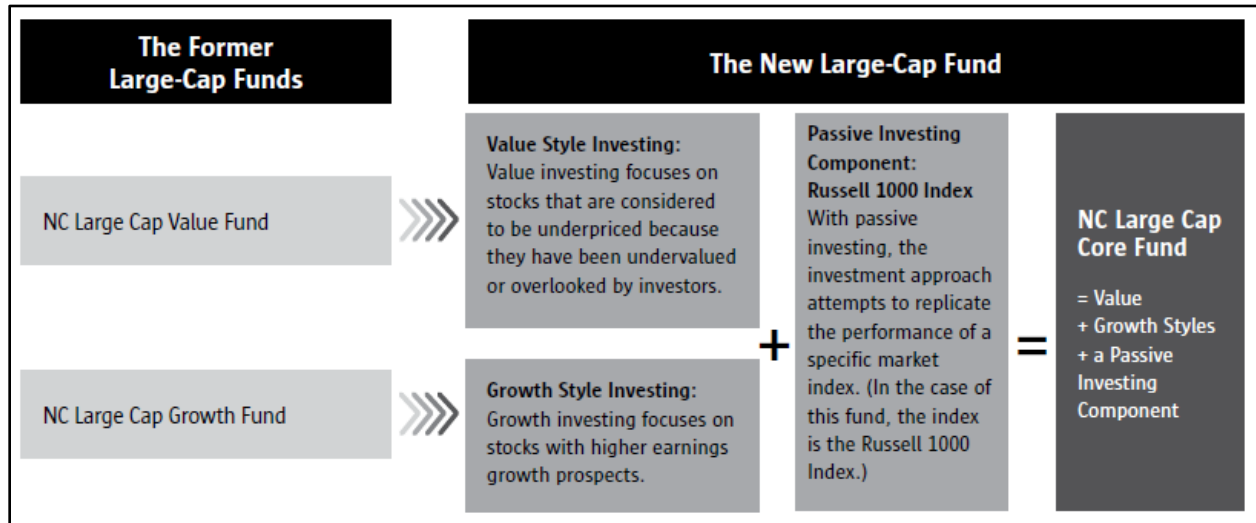 The Former
Large-Cap Funds
The New Large-Cap Fund
NC Large Cap Value Fund
Value Style Investing:
Value investing focuses on
stocks that are considered
to be underpriced because
they have been undervalued
or overlooked by investors.
NC Large Cap Growth Fund
Growth Style Investing:
Growth investing focuses on
stocks with higher earnings
growth prospects.
+
Passive Investing
Component:
Russell 1000 Index
With passive
investing, the
investment approach
attempts to replicate
the performance of a
specific market
index. (In the case of
this fund, the index
is the Russell 1000
Index.)
=
NC Large Cap
Core Fund
= Value
+ Growth Styles
+ a Passive
Investing
Component